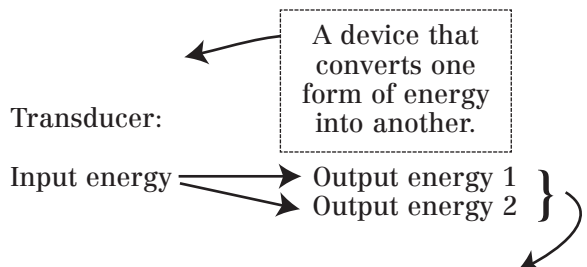 A device that
converts one
form of energy
into another.
Transducer:
Input energy Output energy 1
Output energy 2 }